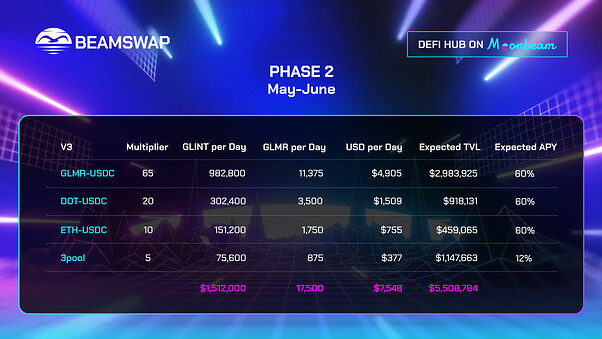 BEAMSWAP
DEFI HUB ON Moonbeam
PHASE 2
May-June
V3 Multiplier GLINT per Day GLMR per Day USD per Day Expected TVL Expected APY
GLMR-USDC 65 982,800 11,375 $4,905 $2,983,925 60%
DOT-USDC 20 302,400 3,500 $1,509 $918,131 60%
ETH-USDC 10 151,200 1,750 $755 $459,065 60%
3pool 5 75,600 875 $377 $1,147,663 12%
$1,512,000 17,500 $7,546 $5,508,784